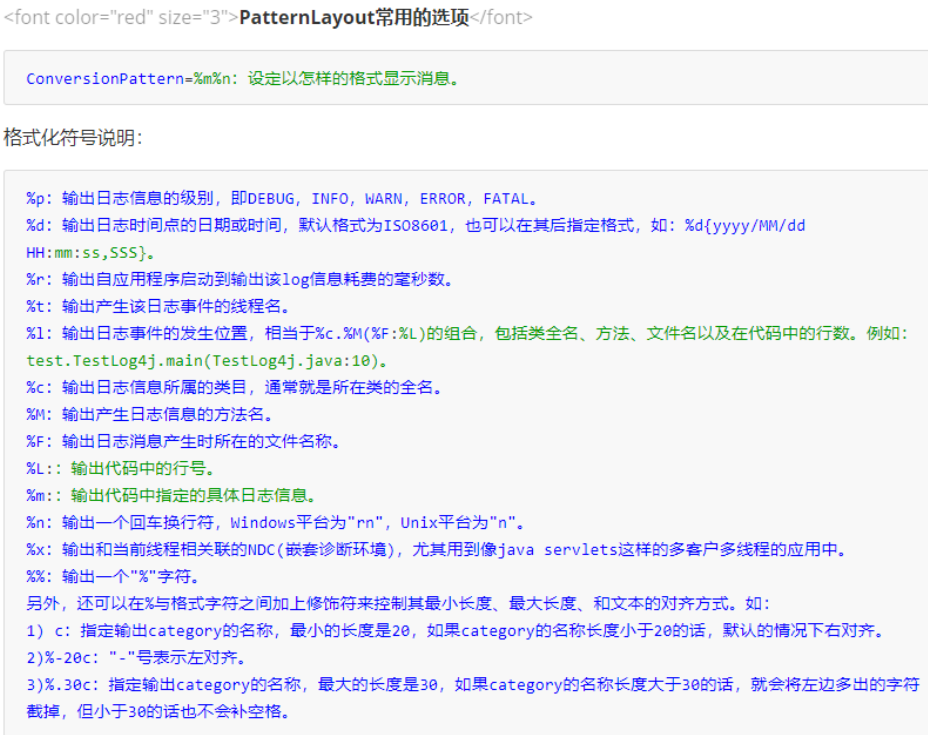 <font color="red" size="3">PatternLayout常用的选项</font>
ConversionPattern=%m%n: 设定以怎样的格式显示消息。
格式化符号说明：
%p: 输出日志信息的级别，即DEBUG, INFO, WARN, ERROR, FATAL。
%d: 输出日志时间点的日期或时间，默认格式为ISO8601，也可以在其后指定格式，如：%d{yyyy/MM/dd
HH:mm:ss,SSS}。
%r: 输出自应用程序启动到输出该log信息耗费的毫秒数。
%t: 输出产生该日志事件的线程名。
%l: 输出日志事件的发生位置，相当于%c.%M(%F:%L)的组合，包括类全名、方法、文件名以及在代码中的行数。例如：
test.TestLog4j.main(TestLog4j.java:10)。
%c: 输出日志信息所属的类目，通常就是所在类的全名。
%M: 输出产生日志信息的方法名。
%F: 输出日志消息产生时所在的文件名称。
%L:: 输出代码中的行号。
%m:: 输出代码中指定的具体日志信息。
%n: 输出一个回车换行符，Windows平台为"rn"，Unix平台为"n"。
%x: 输出和当前线程相关联的NDC(嵌套诊断环境)，尤其用到像java servlets这样的多客户多线程的应用中。
%%: 输出一个"%"字符。
另外，还可以在%与格式字符之间加上修饰符来控制其最小长度、最大长度、和文本的对齐方式。如：
1) c: 指定输出category的名称，最小的长度是20，如果category的名称长度小于20的话，默认的情况下右对齐。
2)%-20c: "-"号表示左对齐。
3)%.30c: 指定输出category的名称，最大的长度是30，如果category的名称长度大于30的话，就会将左边多出的字符
截掉，但小于30的话也不会补空格。